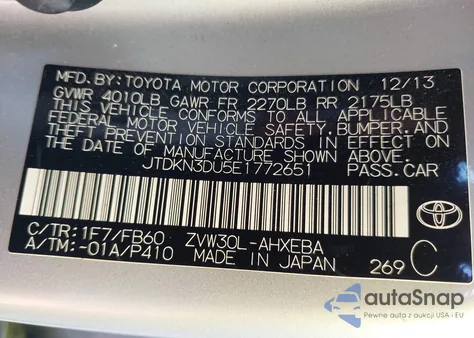 MFD. BY: TOYOTA MOTOR CORPORATION 12/13
GVWR 4010LB GAWR FR 2270LB RR 2175LB
THIS VEHICLE CONFORMS TO ALL APPLICABLE
FEDERAL MOTOR VEHICLE SAFETY, BUMPER, AND
THEFT PREVENTION STANDARDS IN EFFECT ON
THE DATE OF MANUFACTURE SHOWN ABOVE.
JTDKN3DU5E1772651 PASS. CAR
C/TR: 1F7/FB60 ZVW30L-AHXEBA
A/TM: -01A/P410 MADE IN JAPAN 269 C
TOYOTA
autoSnap
Pewne auta z aukcji USA i EU